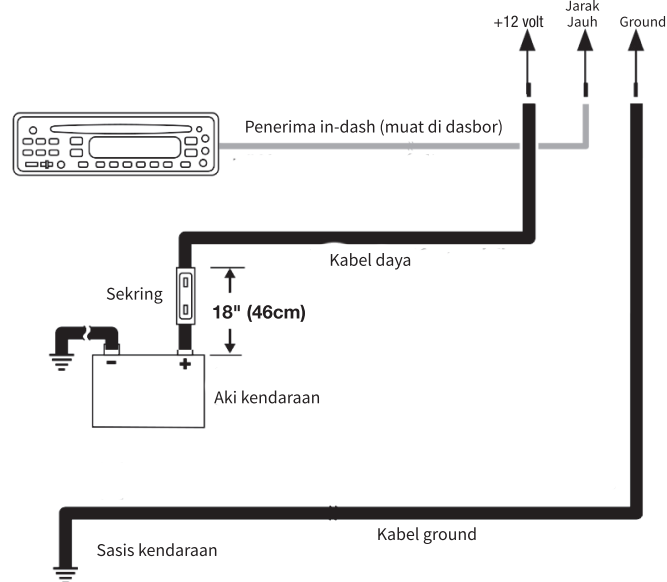 Jarak
Jauh
+12 volt
Ground
Penerima in-dash (muat di dasbor)
Kabel daya
Sekring
18" (46cm)
Aki kendaraan
Kabel ground
Sasis kendaraan